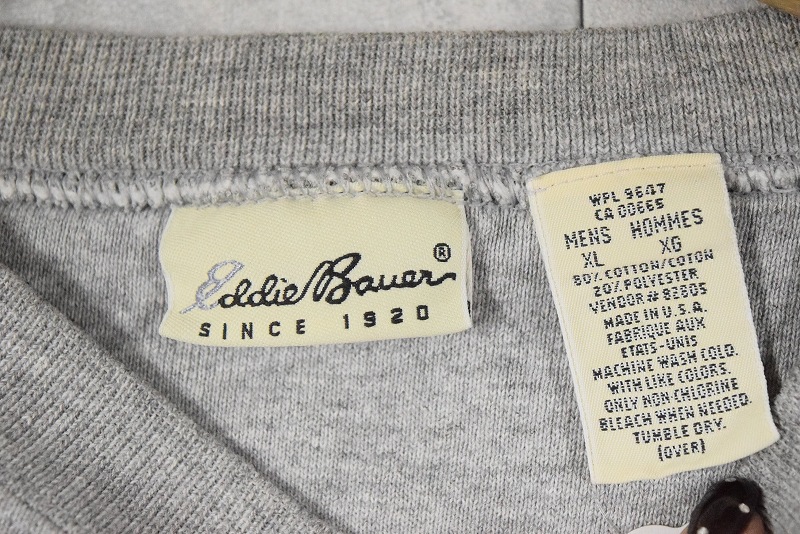 Eddie Bauer®
SINCE 1920
WPL 9647
CA 00665
MENS HOMMES
XL XG
80% COTTON/COTON
20% POLYESTER
VENDOR # 82805
MADE IN U.S.A.
FABRIQUE AUX
ETATS-UNIS
MACHINE WASH COLD.
WITH LIKE COLORS.
ONLY NON-CHLORINE
BLEACH WHEN NEEDED.
TUMBLE DRY.
(OVER)